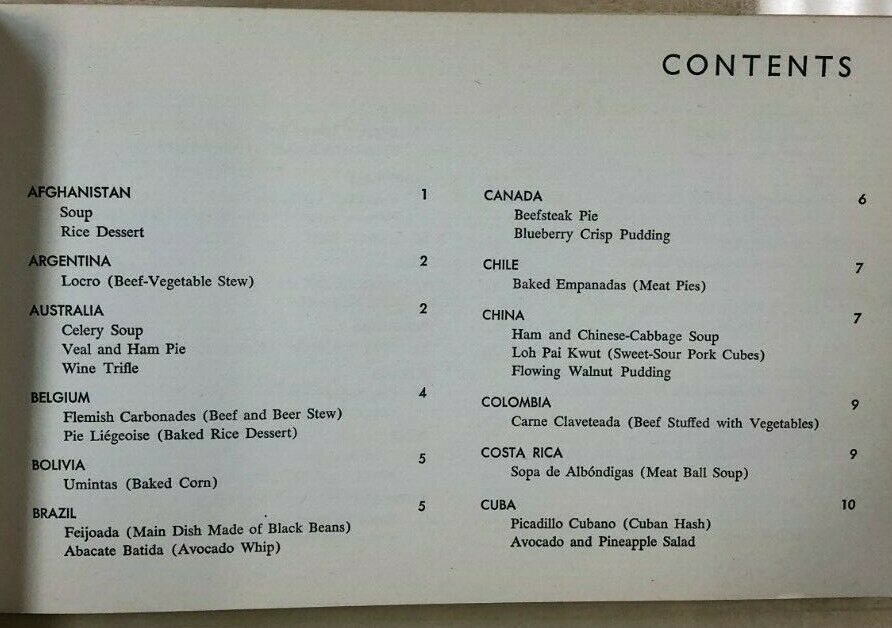 CONTENTS
AFGHANISTAN 1
Soup
Rice Dessert
ARGENTINA 2
Locro (Beef-Vegetable Stew)
AUSTRALIA 2
Celery Soup
Veal and Ham Pie
Wine Trifle
BELGIUM 4
Flemish Carbonades (Beef and Beer Stew)
Pie Liégeoise (Baked Rice Dessert)
BOLIVIA 5
Umintas (Baked Corn)
BRAZIL 5
Feijoada (Main Dish Made of Black Beans)
Abacate Batida (Avocado Whip)
CANADA 6
Beefsteak Pie
Blueberry Crisp Pudding
CHILE 7
Baked Empanadas (Meat Pies)
CHINA 7
Ham and Chinese-Cabbage Soup
Loh Pai Kwut (Sweet-Sour Pork Cubes)
Flowing Walnut Pudding
COLOMBIA 9
Carne Claveteada (Beef Stuffed with Vegetables)
COSTA RICA 9
Sopa de Albóndigas (Meat Ball Soup)
CUBA 10
Picadillo Cubano (Cuban Hash)
Avocado and Pineapple Salad